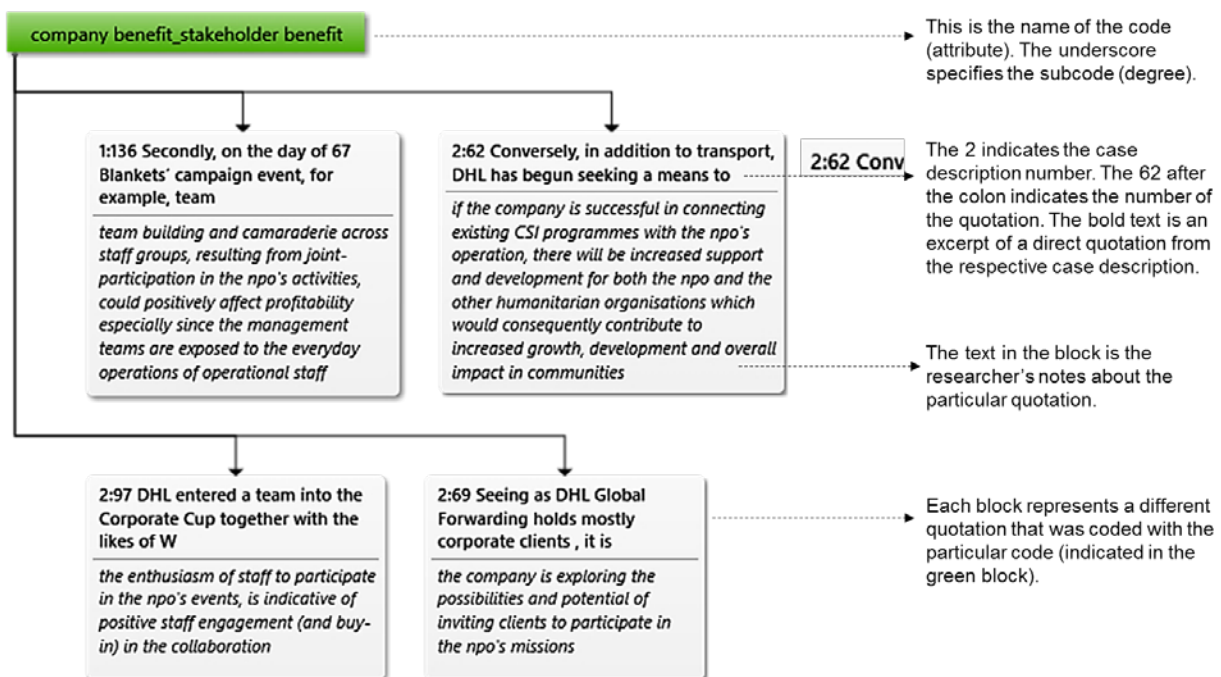 company benefit_stakeholder benefit
This is the name of the code
(attribute). The underscore
specifies the subcode (degree).
1:136 Secondly, on the day of 67
Blankets´ campaign event, for
example, team
team building and camaraderie across
staff groups, resulting from joint-
participation in the npo's activities,
could positively affect profitability
especially since the management
teams are exposed to the everyday
operations of operational staff
2:62 Conversely, in addition to transport,
DHL has begun seeking a means to
if the company is successful in connecting
existing CSI programmes with the npo's
operation, there will be increased support
and development for both the npo and the
other humanitarian organisations which
would consequently contribute to
increased growth, development and overall
impact in communities
2:62 Conv
The 2 indicates the case
description number. The 62 after
the colon indicates the number of
the quotation. The bold text is an
excerpt of a direct quotation from
the respective case description.
The text in the block is the
researcher's notes about the
particular quotation.
2:97 DHL entered a team into the
Corporate Cup together with the
likes of W
the enthusiasm of staff to participate
in the npo's events, is indicative of
positive staff engagement (and buy-
in) in the collaboration
2:69 Seeing as DHL Global
Forwarding holds mostly
corporate clients , it is
the company is exploring the
possibilities and potential of
inviting clients to participate in
the npo's missions
Each block represents a different
quotation that was coded with the
particular code (indicated in the
green block).